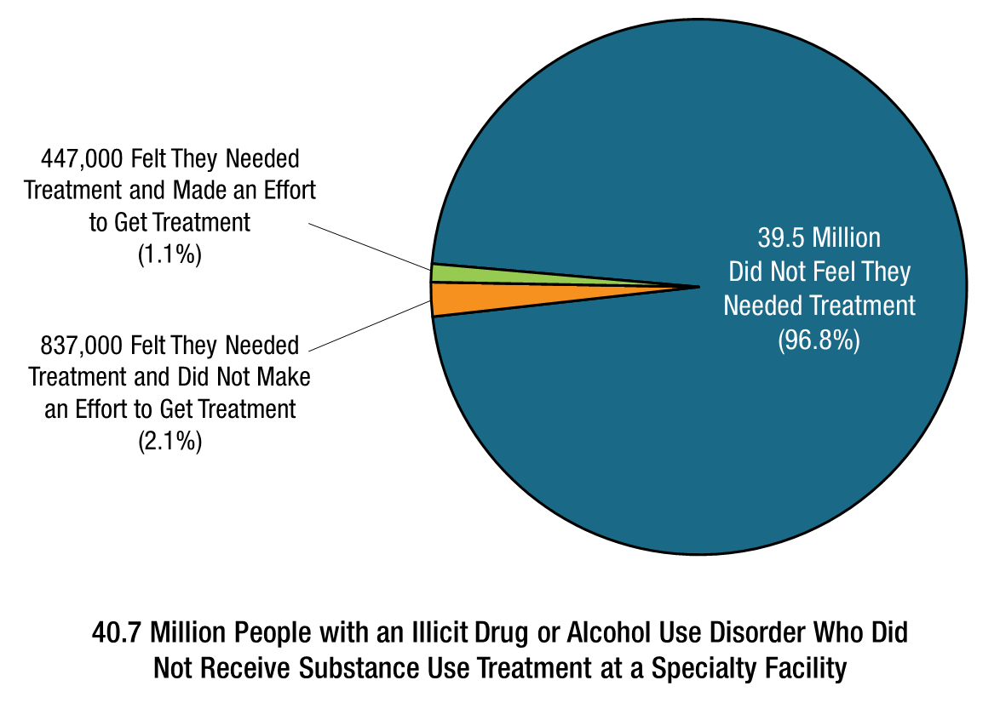 447,000 Felt They Needed
Treatment and Made an Effort
to Get Treatment
(1.1%)
837,000 Felt They Needed
Treatment and Did Not Make
an Effort to Get Treatment
(2.1%)
39.5 Million
Did Not Feel They
Needed Treatment
(96.8%)
40.7 Million People with an Illicit Drug or Alcohol Use Disorder Who Did
Not Receive Substance Use Treatment at a Specialty Facility